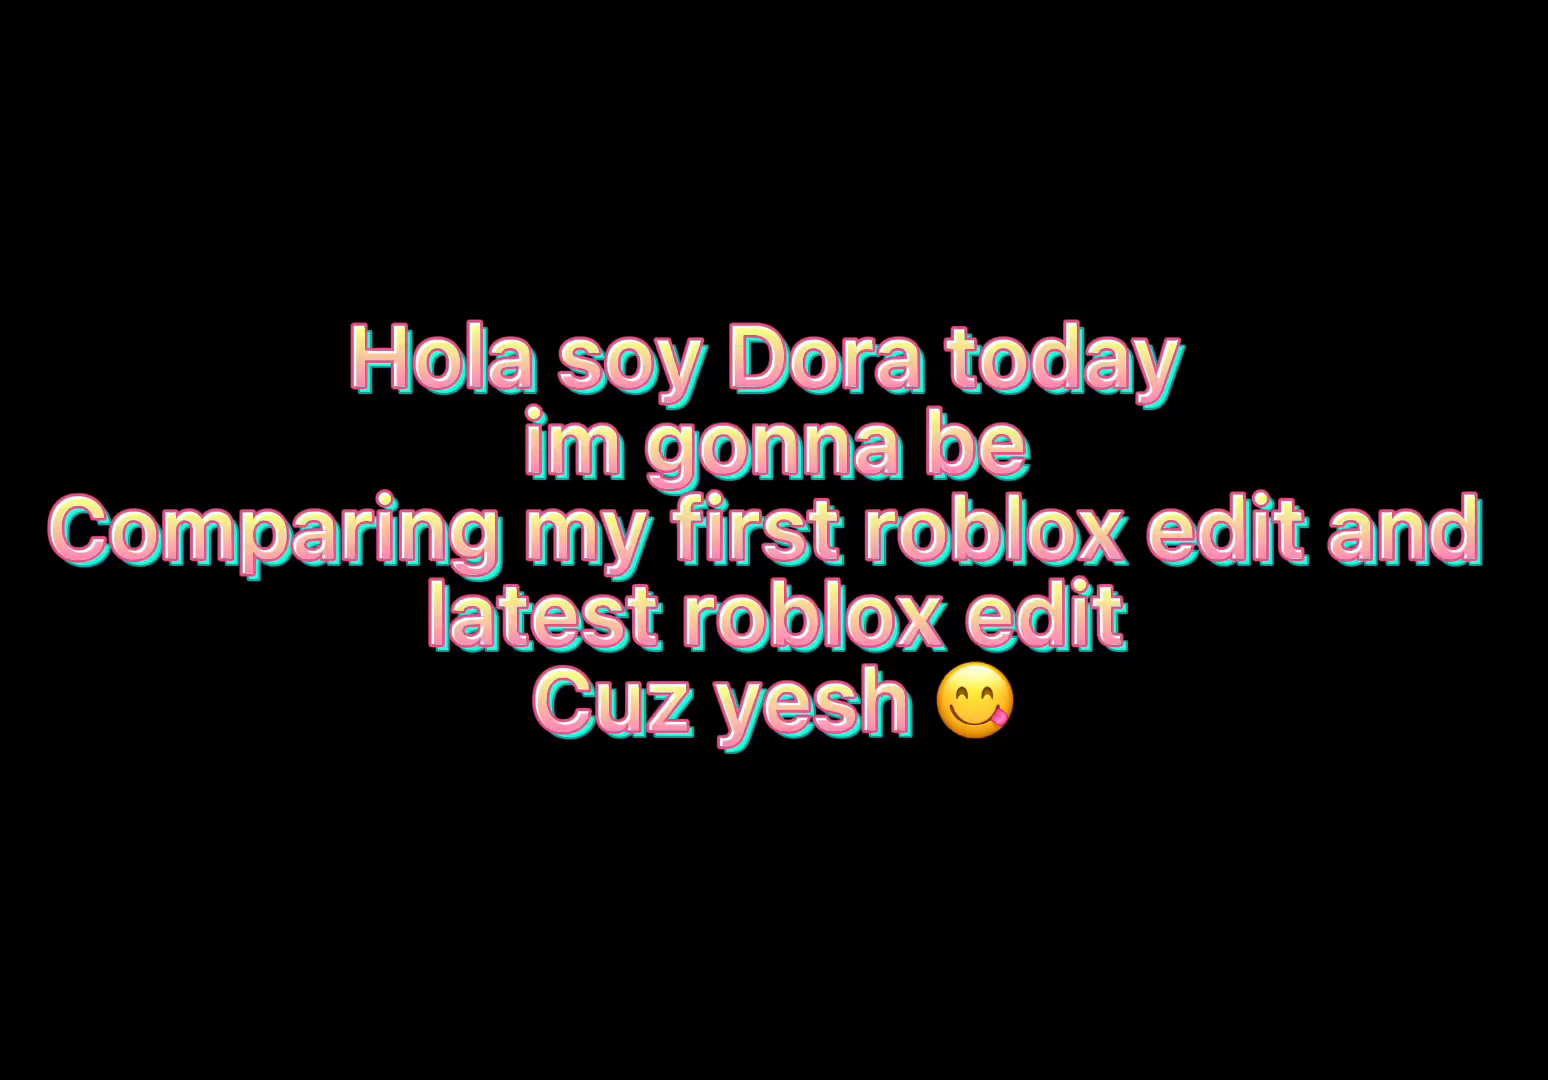 Hola soy Dora today
im gonna be
Comparing my first roblox edit and
latest roblox edit
Cuz yesh 😋